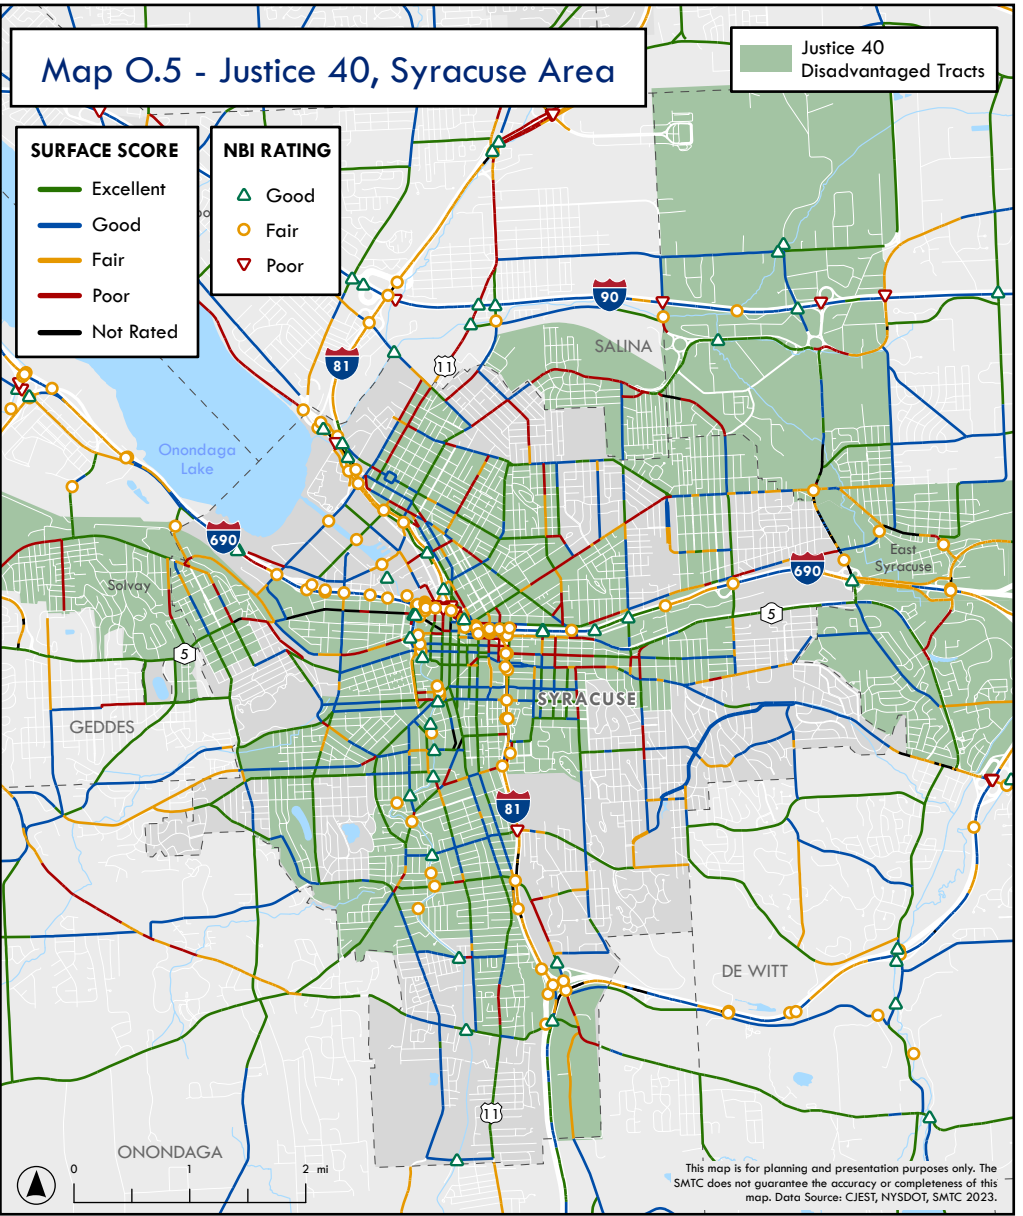 Map O.5 - Justice 40, Syracuse Area
Justice 40
Disadvantaged Tracts
SURFACE SCORE
Excellent
Good
Fair
Poor
Not Rated
NBI RATING
Good
Fair
Poor
90
SALINA
81
11
Onondaga
Lake
690
East
Syracuse
690
Solvay
5
5
SYRACUSE
GEDDES
81
DE WITT
11
ONONDAGA
0 1 2 mi
This map is for planning and presentation purposes only. The
SMTC does not guarantee the accuracy or completeness of this
map. Data Source: CJEST, NYSDOT, SMTC 2023.